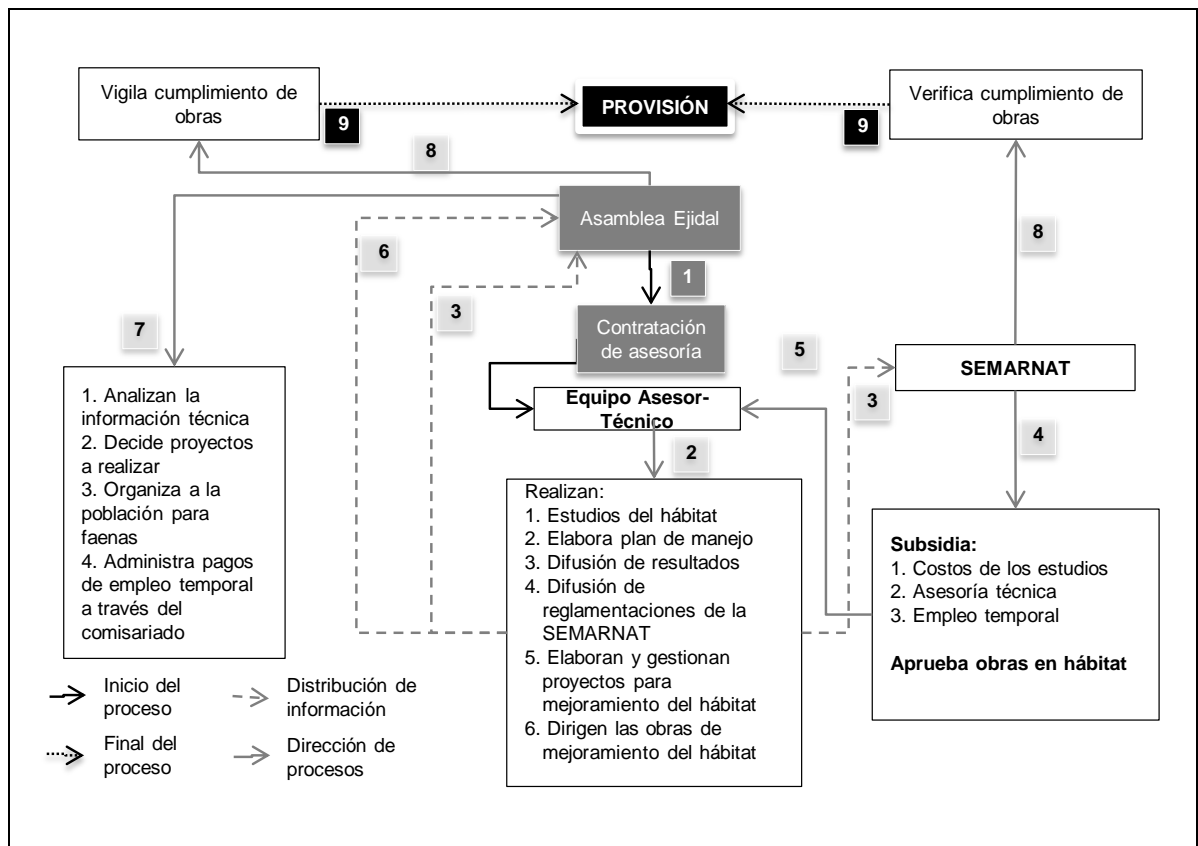 Vigila cumplimiento de
obras
9
PROVISIÓN
9
Verifica cumplimiento de
obras
8
Asamblea Ejidal
6
8
1
3
Contratación
de asesoría
7
5
SEMARNAT
3
Equipo Asesor-
Técnico
4
2
1. Analizan la
información técnica
2. Decide proyectos
a realizar
3. Organiza a la
población para
faenas
4. Administra pagos
de empleo temporal
a través del
comisariado
Realizan:
1. Estudios del hábitat
2. Elabora plan de manejo
3. Difusión de resultados
4. Difusión de
reglamentaciones de la
SEMARNAT
5. Elaboran y gestionan
proyectos para
mejoramiento del hábitat
6. Dirigen las obras de
mejoramiento del hábitat
Subsidia:
1. Costos de los estudios
2. Asesoría técnica
3. Empleo temporal
Aprueba obras en hábitat
Inicio del
proceso
Distribución de
información
Final del
proceso
Dirección de
procesos